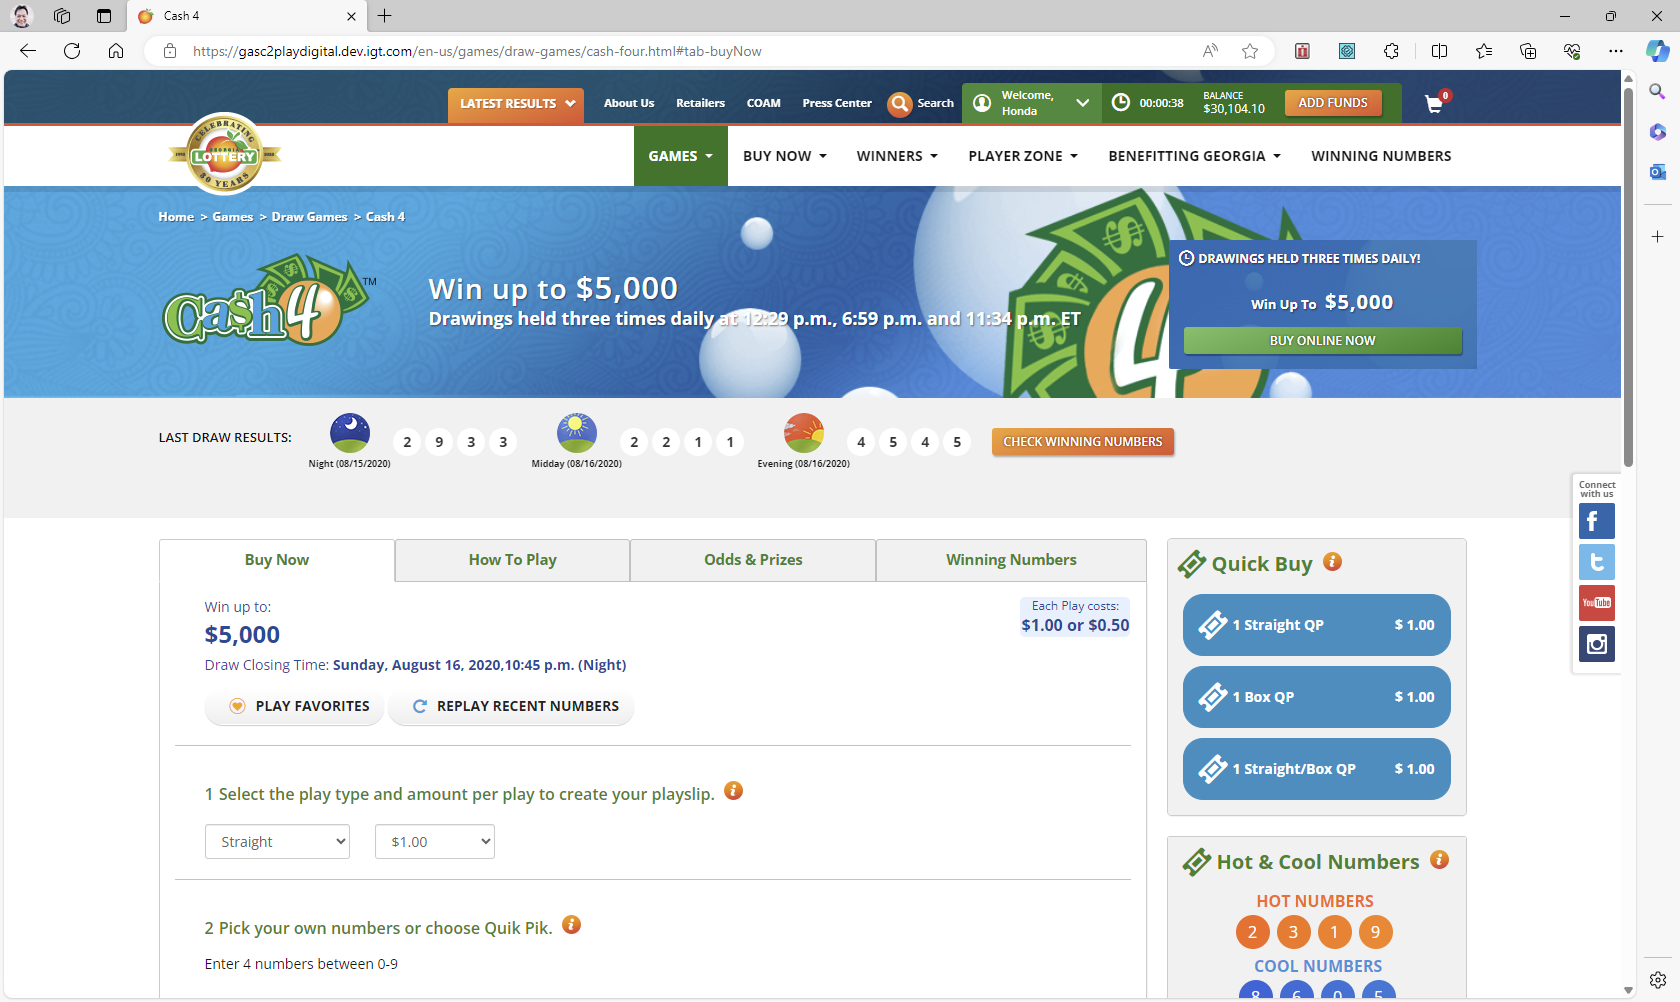 Cash 4
https://gasc2playdigital.dev.igt.com/en-us/games/draw-games/cash-four.html#tab-buyNow
LATEST RESULTS
About Us
Retailers
COAM
Press Center
Search
Welcome,
Honda
00:00:38
BALANCE
$30,104.10
ADD FUNDS
0
CELEBRATING
GEORGIA
LOTTERY
30 YEARS
GAMES
BUY NOW
WINNERS
PLAYER ZONE
BENEFITTING GEORGIA
WINNING NUMBERS
Home > Games > Draw Games > Cash 4
Cash 4 TM
Win up to $5,000
Drawings held three times daily at 12:29 p.m., 6:59 p.m. and 11:34 p.m. ET
DRAWINGS HELD THREE TIMES DAILY!
Win Up To $5,000
BUY ONLINE NOW
LAST DRAW RESULTS:
Night (08/15/2020)
2 9 3 3
Midday (08/16/2020)
2 2 1 1
Evening (08/16/2020)
4 5 4 5
CHECK WINNING NUMBERS
Connect
with us
f
t
YouTube
Buy Now
How To Play
Odds & Prizes
Winning Numbers
Win up to:
$5,000
Each Play costs:
$1.00 or $0.50
Draw Closing Time: Sunday, August 16, 2020,10:45 p.m. (Night)
PLAY FAVORITES
REPLAY RECENT NUMBERS
1 Select the play type and amount per play to create your playslip.
Straight
$1.00
2 Pick your own numbers or choose Quik Pik.
Enter 4 numbers between 0-9
Quick Buy
1 Straight QP $ 1.00
1 Box QP $ 1.00
1 Straight/Box QP $ 1.00
Hot & Cool Numbers
HOT NUMBERS
2 3 1 9
COOL NUMBERS
8 6 0 5